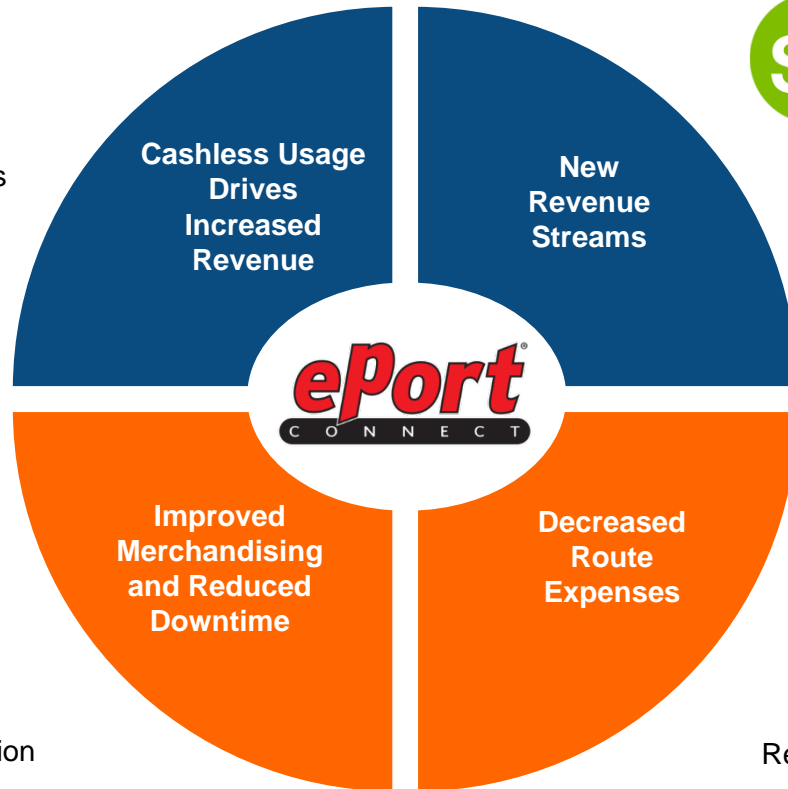 Cashless Usage
Drives
Increased
Revenue
New
Revenue
Streams
ePort®
CONNECT
Improved
Merchandising
and Reduced
Downtime
Decreased
Route
Expenses